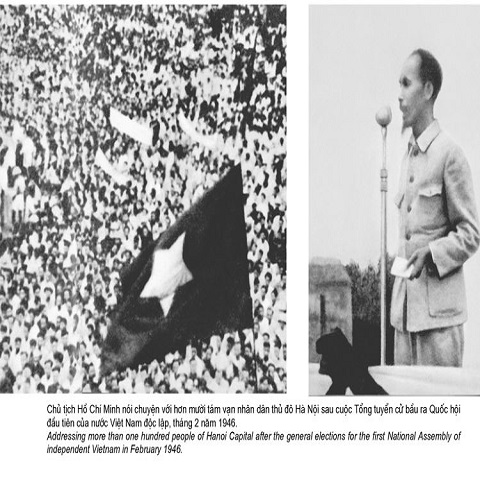 Chủ tịch Hồ Chí Minh nói chuyện với hơn mười tám vạn nhân dân thủ đô Hà Nội sau cuộc Tổng tuyển cử bầu ra Quốc hội
đầu tiên của nước Việt Nam độc lập, tháng 2 năm 1946.
Addressing more than one hundred people of Hanoi Capital after the general elections for the first National Assembly of
independent Vietnam in February 1946.